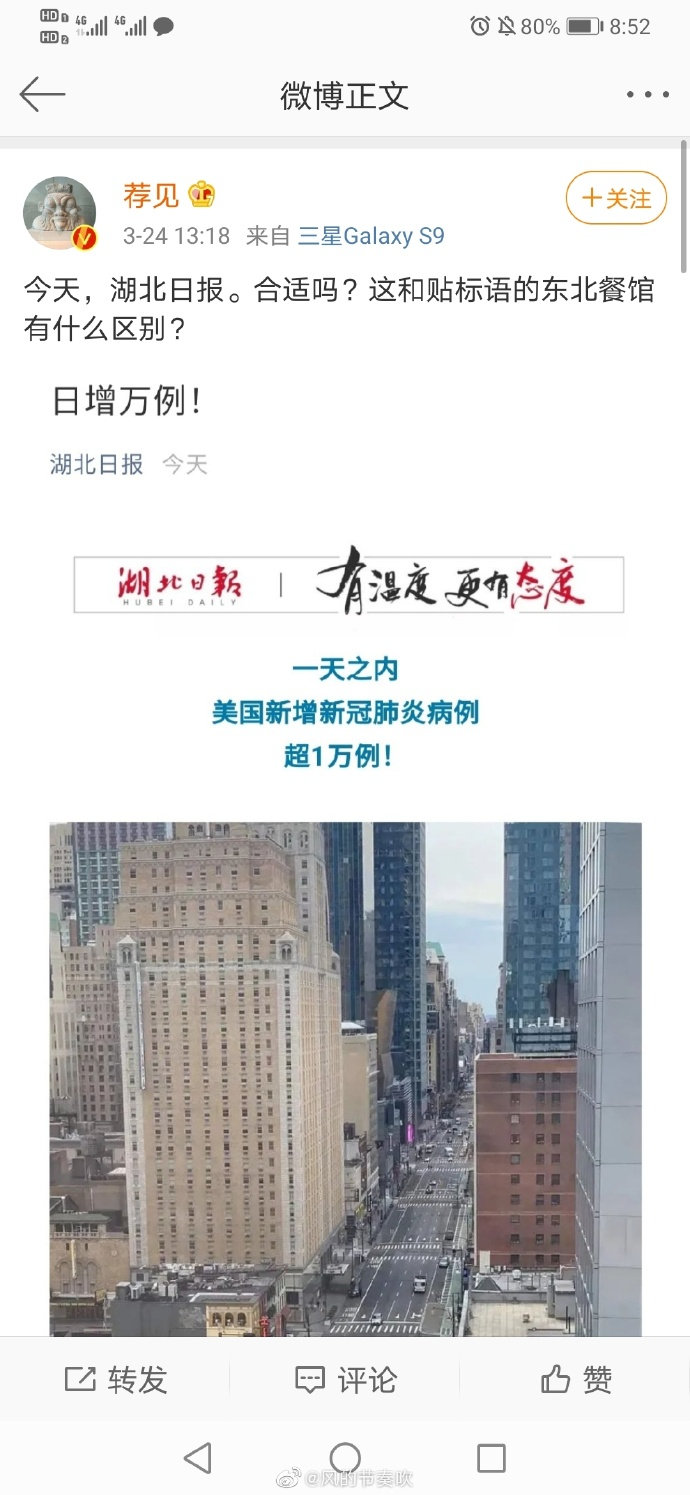 HD 1 4G 4G 80% 8:52
HD 2
微博正文
荐见
+关注
3-24 13:18 来自 三星Galaxy S9
今天，湖北日报。合适吗？这和贴标语的东北餐馆
有什么区别？
日增万例！
湖北日报 今天
湖北日報 | 有温度 更有态度
HUBEI DAILY
一天之内
美国新增新冠肺炎病例
超1万例！
转发 评论 赞
@风的节奏吹